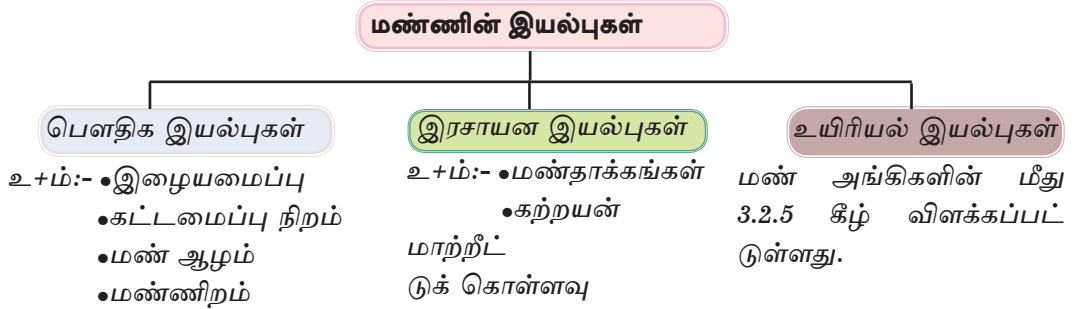 மண்ணின் இயல்புகள்
பௌதிக இயல்புகள்
உ+ம்:- •இழையமைப்பு
•கட்டமைப்பு நிறம்
•மண் ஆழம்
•மண்ணிறம்
இரசாயன இயல்புகள்
உ+ம்:- •மண்தாக்கங்கள்
•கற்றயன்
மாற்றீட்
டுக் கொள்ளவு
உயிரியல் இயல்புகள்
மண் அங்கிகளின் மீது
3.2.5 கீழ் விளக்கப்பட்
டுள்ளது.